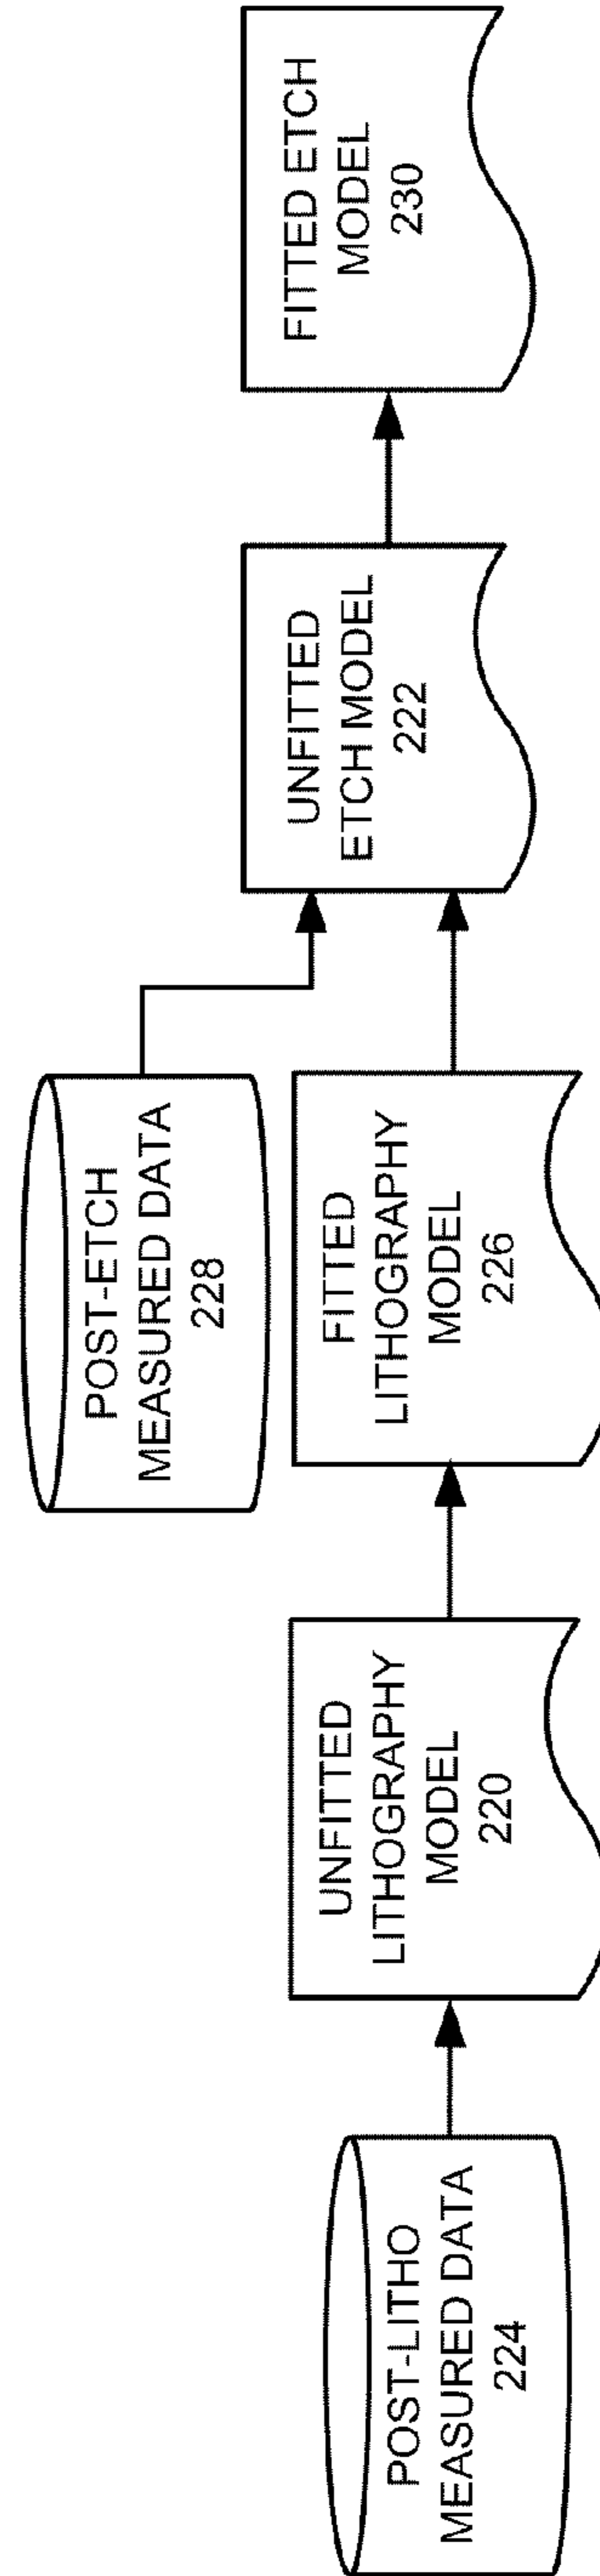 POST-LITHO
MEASURED DATA
224
UNFITTED
LITHOGRAPHY
MODEL
220
FITTED
LITHOGRAPHY
MODEL
226
POST-ETCH
MEASURED DATA
228
UNFITTED
ETCH MODEL
222
FITTED ETCH
MODEL
230